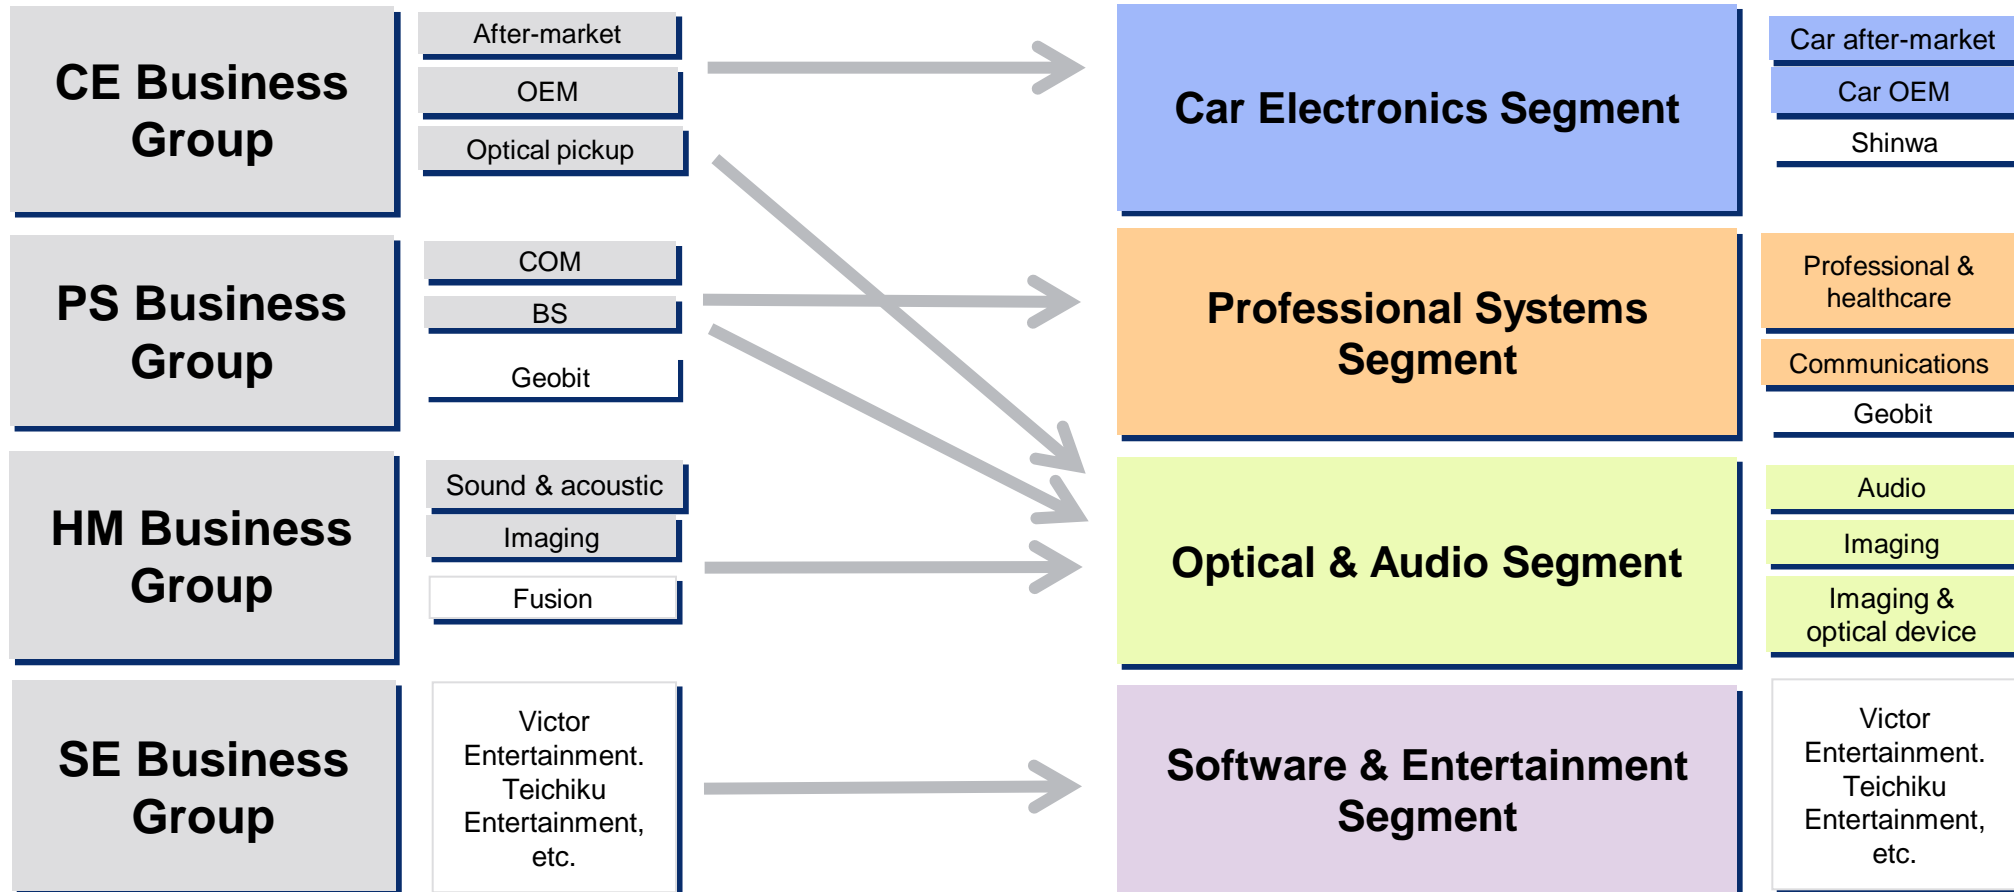 CE Business
Group
After-market
OEM
Optical pickup
Car Electronics Segment
Car after-market
Car OEM
Shinwa
PS Business
Group
COM
BS
Geobit
Professional Systems
Segment
Professional &
healthcare
Communications
Geobit
HM Business
Group
Sound & acoustic
Imaging
Fusion
Optical & Audio Segment
Audio
Imaging
Imaging &
optical device
SE Business
Group
Victor
Entertainment.
Teichiku
Entertainment,
etc.
Software & Entertainment
Segment
Victor
Entertainment.
Teichiku
Entertainment,
etc.